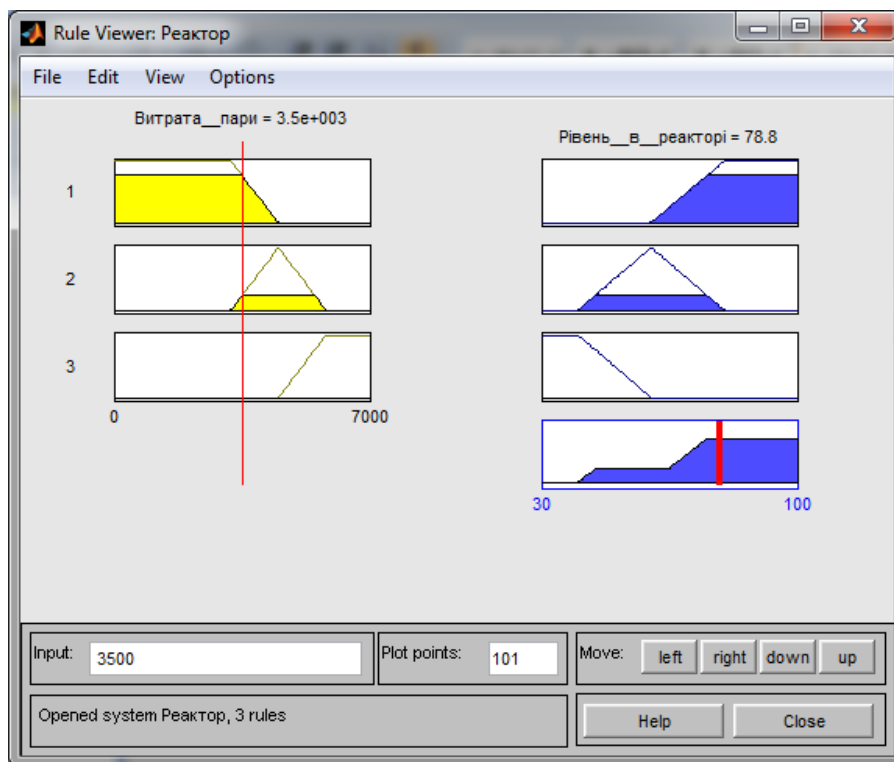 Rule Viewer: Реактор
File Edit View Options
Витрата__пари = 3.5e+003
Рівень__в__реакторі = 78.8
1
2
3
0 7000
30 100
Input: 3500
Plot points: 101
Move: left right down up
Opened system Реактор, 3 rules
Help Close